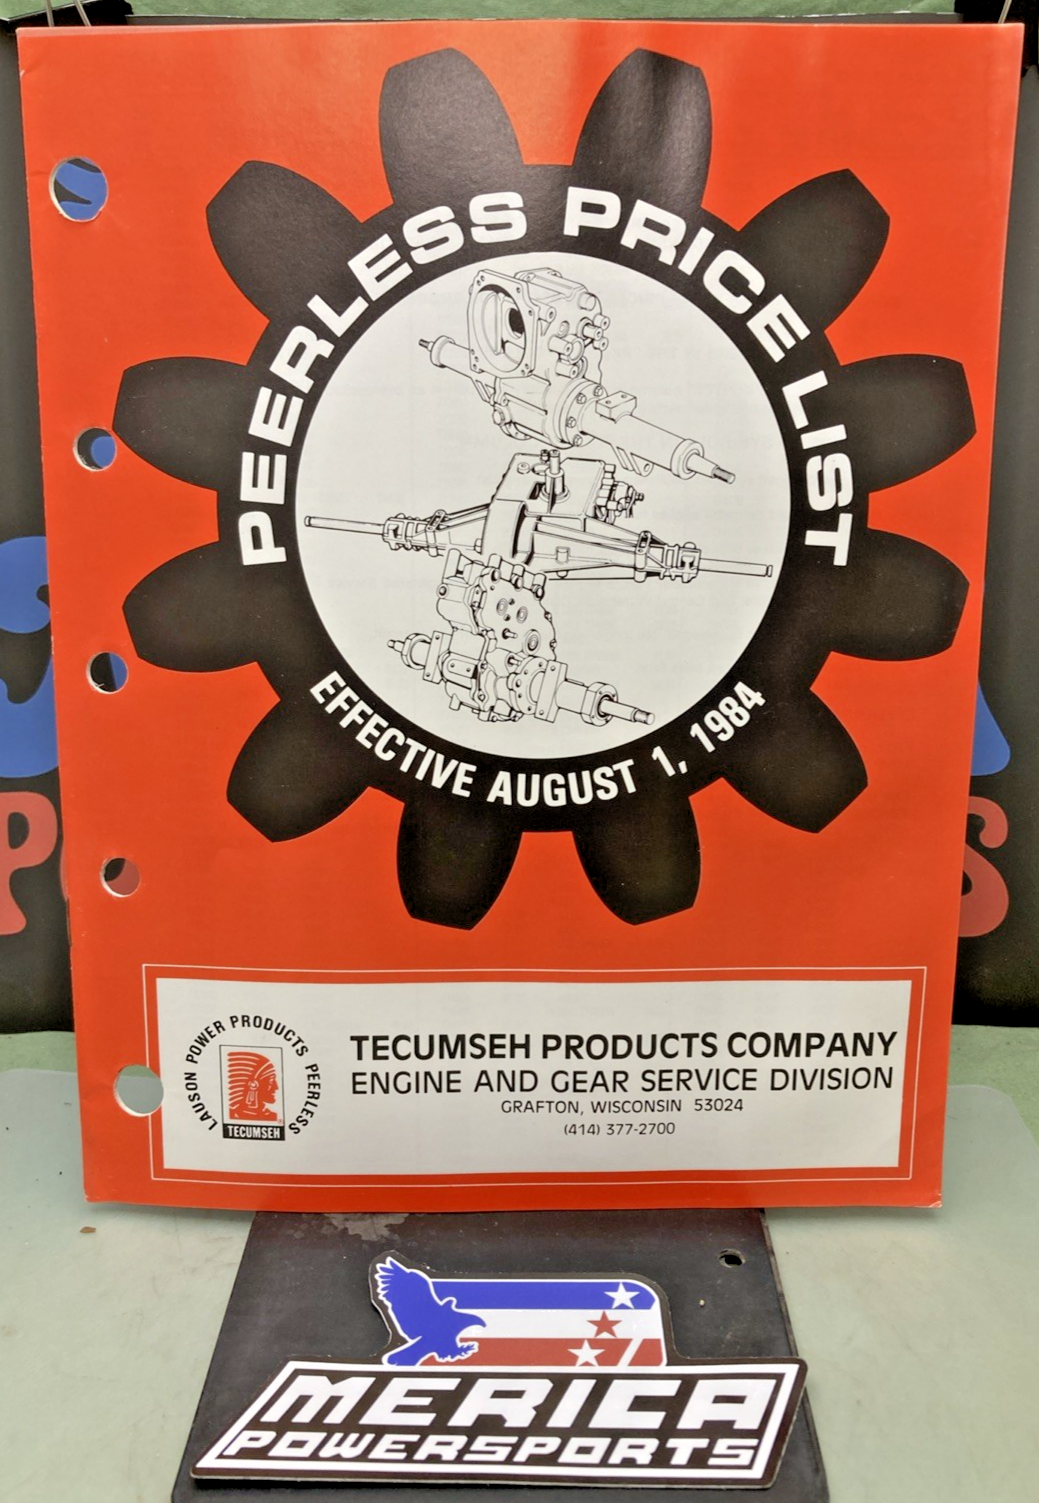 PEERLESS PRICE LIST
EFFECTIVE AUGUST 1, 1984
LAUSON POWER PRODUCTS PEERLESS
TECUMSEH
TECUMSEH PRODUCTS COMPANY
ENGINE AND GEAR SERVICE DIVISION
GRAFTON, WISCONSIN 53024
(414) 377-2700
MERICA
POWERSPORTS